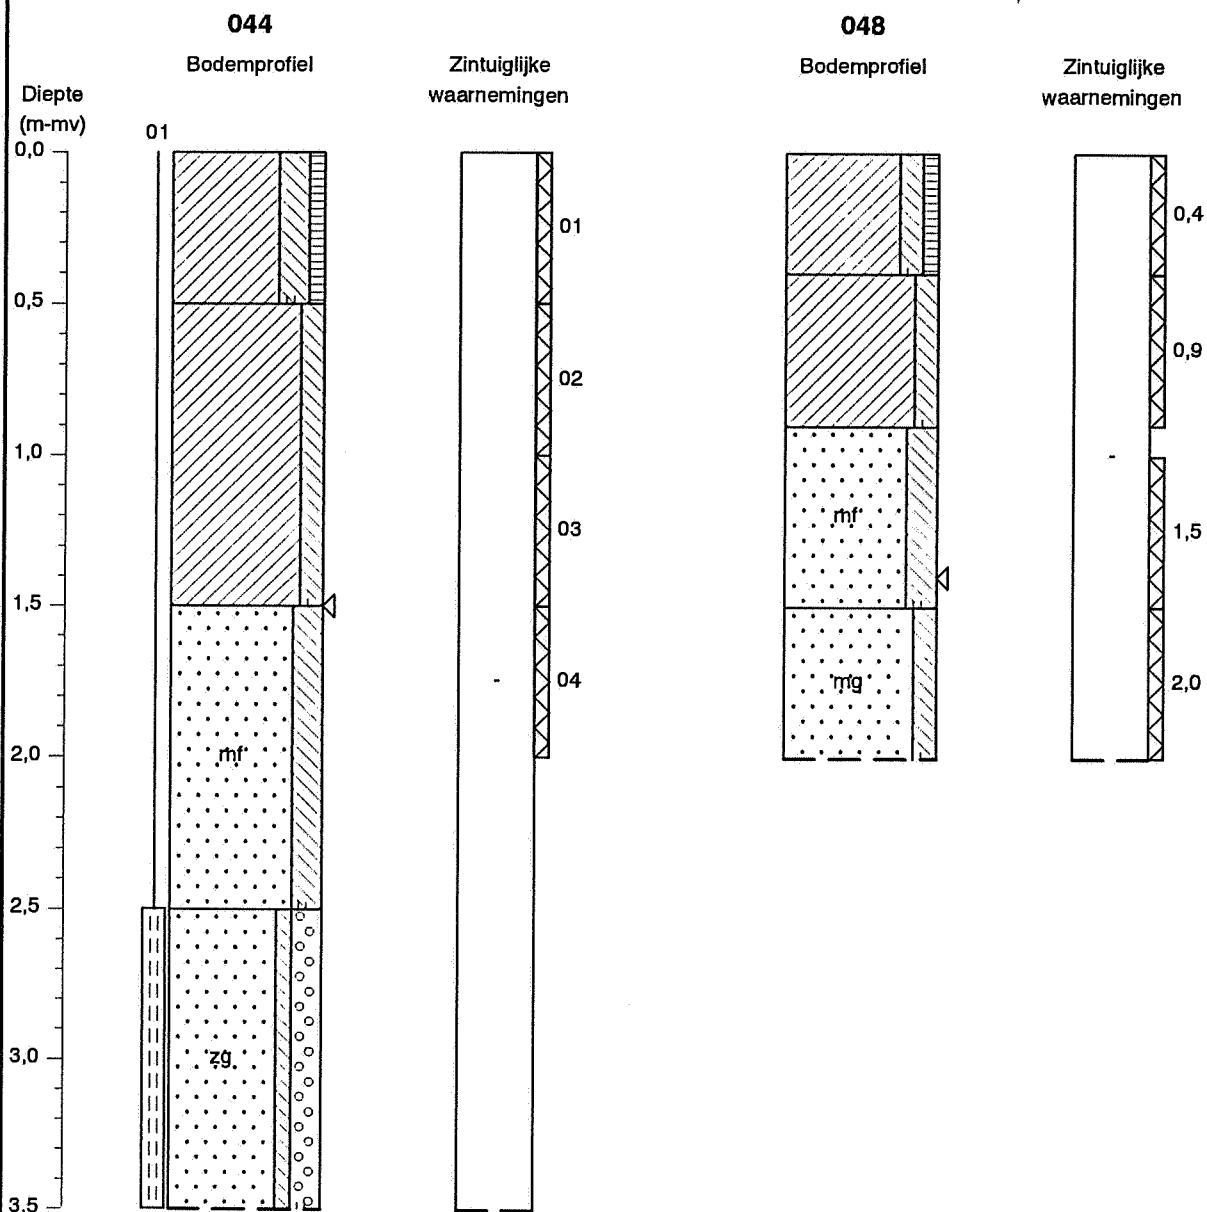 044
Bodemprofiel
Zintuiglijke
waarnemingen
Diepte
(m-mv)
01
0,0
0,5
1,0
1,5
2,0
2,5
3,0
3,5
mf
zg
01
02
03
-
04
048
Bodemprofiel
Zintuiglijke
waarnemingen
mf
mg
0,4
0,9
-
1,5
2,0